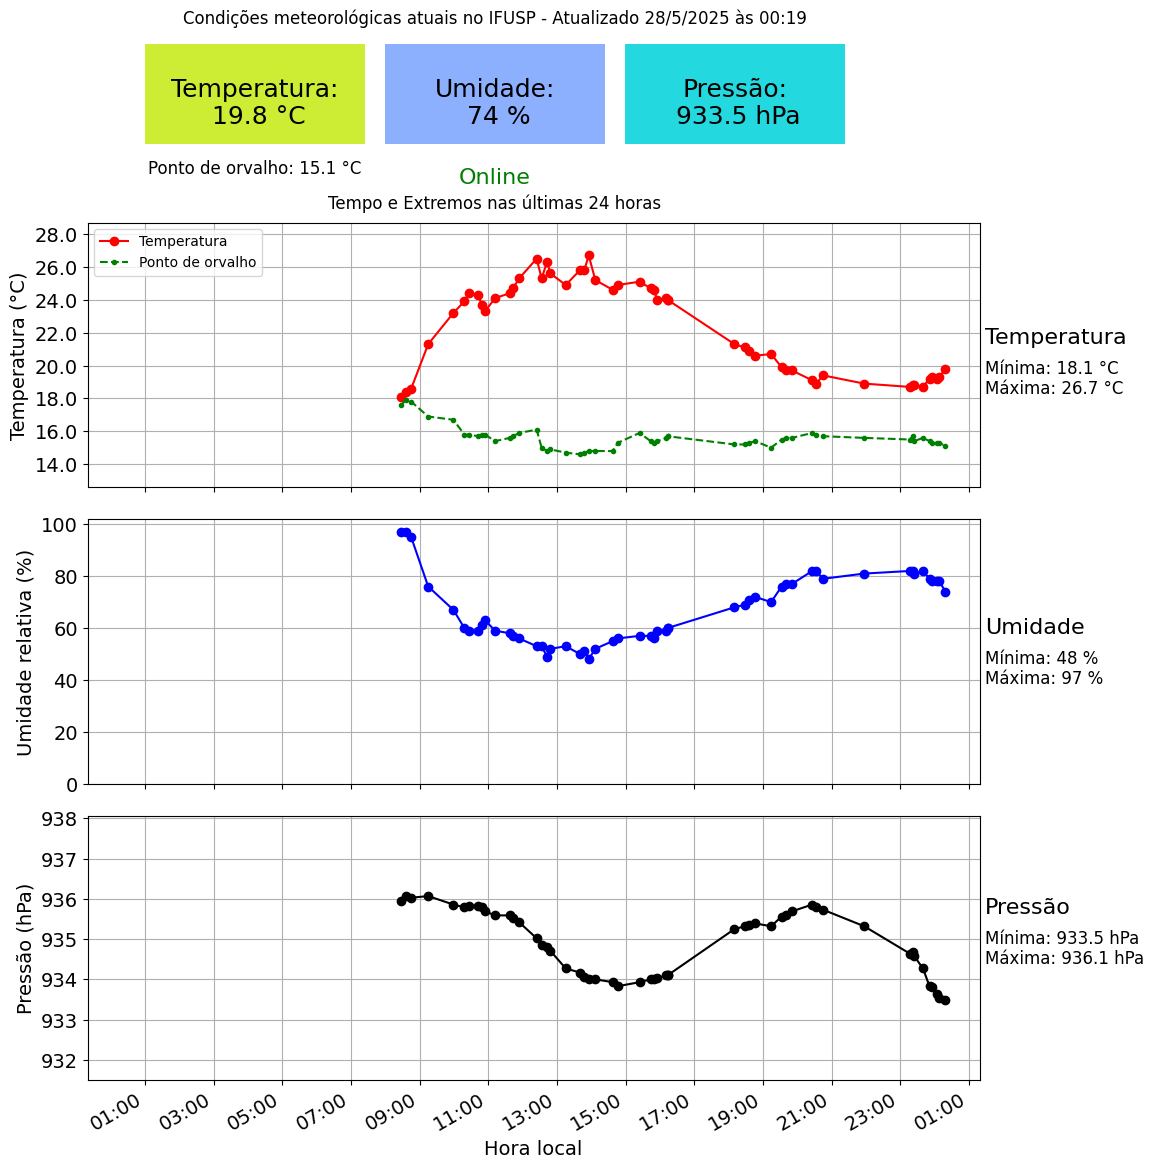 Condições meteorológicas atuais no IFUSP - Atualizado 28/5/2025 às 00:19
Temperatura:
19.8 °C
Umidade:
74 %
Pressão:
933.5 hPa
Ponto de orvalho: 15.1 °C
Online
Tempo e Extremos nas últimas 24 horas
Temperatura
Ponto de orvalho
Temperatura (°C)
28.0
26.0
24.0
22.0
20.0
18.0
16.0
14.0
Temperatura
Mínima: 18.1 °C
Máxima: 26.7 °C
Umidade relativa (%)
100
80
60
40
20
0
Umidade
Mínima: 48 %
Máxima: 97 %
Pressão (hPa)
938
937
936
935
934
933
932
Pressão
Mínima: 933.5 hPa
Máxima: 936.1 hPa
01:00 03:00 05:00 07:00 09:00 11:00 13:00 15:00 17:00 19:00 21:00 23:00 01:00
Hora local